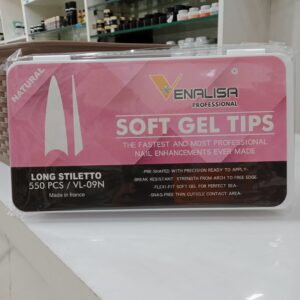 NATURAL
VENALISA
PROFESSIONAL
SOFT GEL TIPS
THE FASTEST AND MOST PROFESSIONAL
NAIL ENHANCEMENTS EVER MADE
LONG STILETTO
550 PCS / VL-09N
Made in france
-PRE-SHAPED WITH PRECISION READY TO APPLY-
-BREAK RESISTANT STRENGTH FROM ARCH TO FREE EDGE
-FLEXI-FIT SOFT GEL FOR PERFECT SEA-
-SNAG-FREE THIN CUTICLE CONTACT AREA-